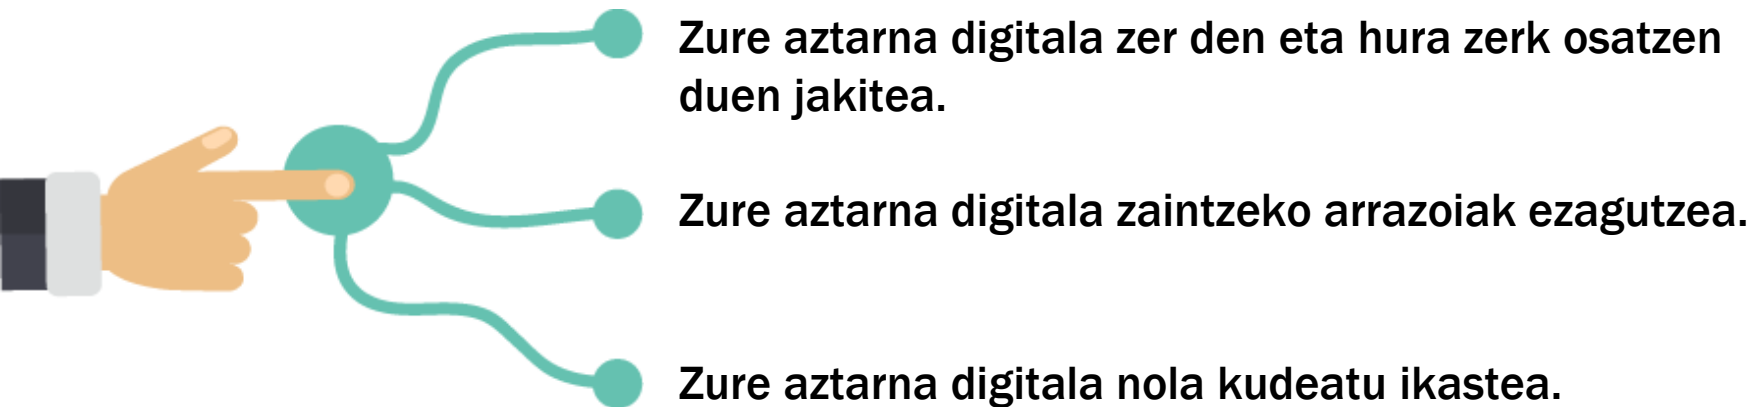 Zure aztarna digitala zer den eta hura zerk osatzen
duen jakitea.
Zure aztarna digitala zaintzeko arrazoiak ezagutzea.
Zure aztarna digitala nola kudeatu ikastea.